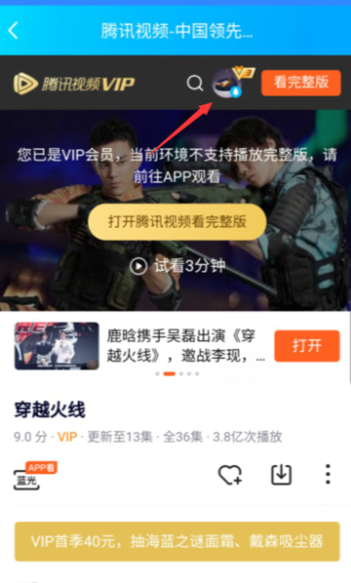 腾讯视频-中国领先...
腾讯视频VIP
看完整版
您已是VIP会员，当前环境不支持播放完整版，请
前往APP观看
打开腾讯视频看完整版
试看3分钟
鹿晗携手吴磊出演《穿
越火线》，邀战李现，...
打开
穿越火线
9.0 分 · VIP · 更新至13集 · 全36集 · 3.8亿次播放
APP看
蓝光
VIP首季40元，抽海蓝之谜面霜、戴森吸尘器